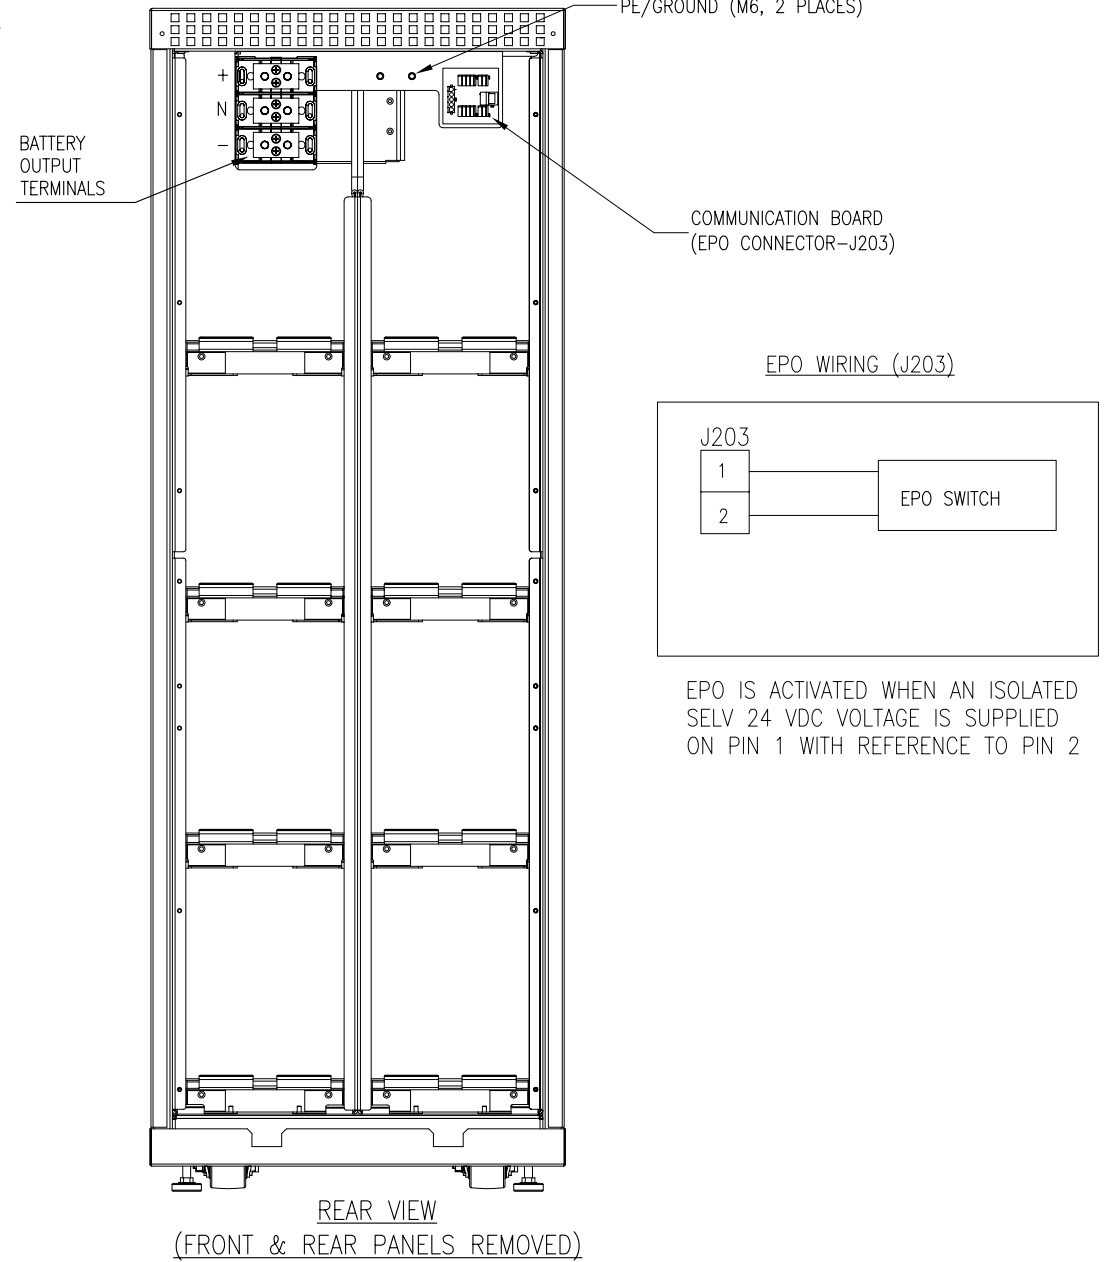 PE/GROUND (M6, 2 PLACES)
+
N
-
BATTERY
OUTPUT
TERMINALS
COMMUNICATION BOARD
(EPO CONNECTOR-J203)
EPO WIRING (J203)
J203
1
2
EPO SWITCH
EPO IS ACTIVATED WHEN AN ISOLATED
SELV 24 VDC VOLTAGE IS SUPPLIED
ON PIN 1 WITH REFERENCE TO PIN 2
REAR VIEW
(FRONT & REAR PANELS REMOVED)